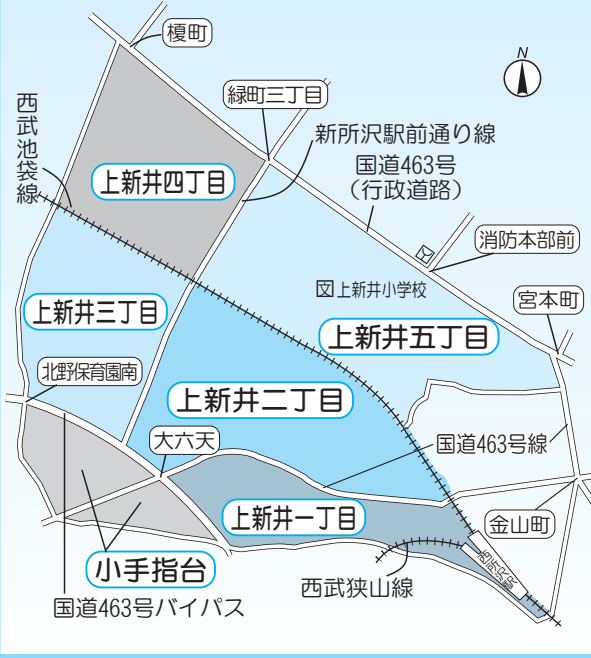 榎町
N
緑町三丁目
西武池袋線
新所沢駅前通り線
国道463号
（行政道路）
上新井四丁目
消防本部前
上新井小学校
宮本町
上新井三丁目
上新井五丁目
北野保育園南
上新井二丁目
大六天
国道463号線
上新井一丁目
金山町
小手指台
西武狭山線
西所沢駅
国道463号バイパス